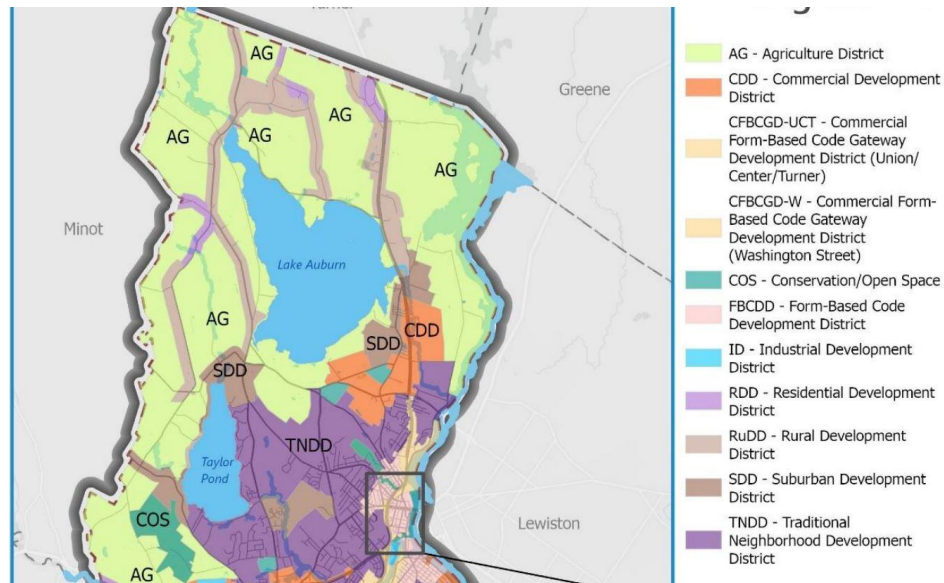 AG
AG
AG
AG
AG
Greene
Minot
Lake Auburn
AG
CDD
SDD
SDD
TNDD
Taylor
Pond
COS
AG
Lewiston
AG - Agriculture District
CDD - Commercial Development
District
CFBCGD-UCT - Commercial
Form-Based Code Gateway
Development District (Union/
Center/Turner)
CFBCGD-W - Commercial Form-
Based Code Gateway
Development District
(Washington Street)
COS - Conservation/Open Space
FBCDD - Form-Based Code
Development District
ID - Industrial Development
District
RDD - Residential Development
District
RuDD - Rural Development
District
SDD - Suburban Development
District
TNDD - Traditional
Neighborhood Development
District